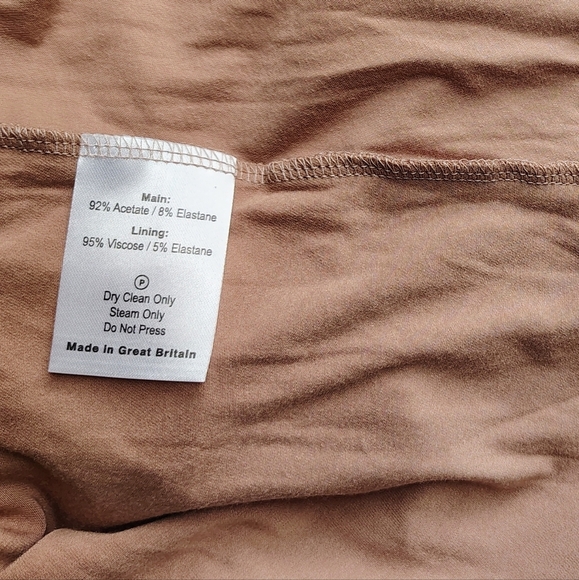 Main:
92% Acetate / 8% Elastane
Lining:
95% Viscose / 5% Elastane
P
Dry Clean Only
Steam Only
Do Not Press
Made in Great Britain